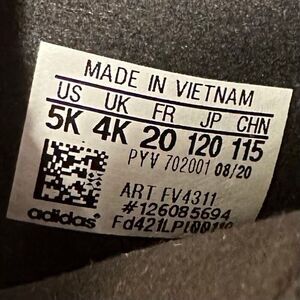 MADE IN VIETNAM
US UK FR JP CHN
5K 4K 20 120 115
PYV 702001 08/20
ART FV4311
#126085694
adidas